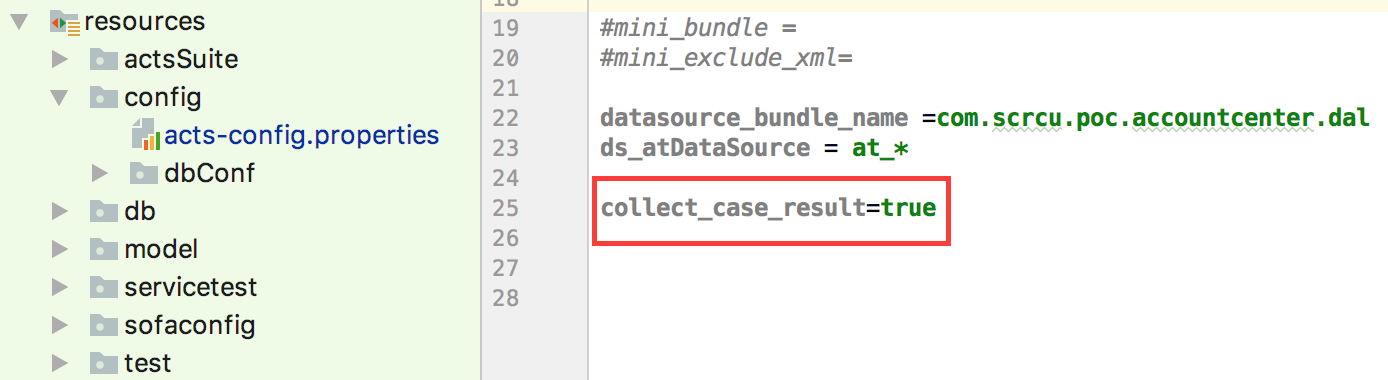 resources
actsSuite
config
acts-config.properties
dbConf
db
model
servicetest
sofaconfig
test
19 #mini_bundle =
20 #mini_exclude_xml=
21
22 datasource_bundle_name =com.scrcu.poc.accountcenter.dal
23 ds_atDataSource = at_*
24
25 collect_case_result=true
26
27
28